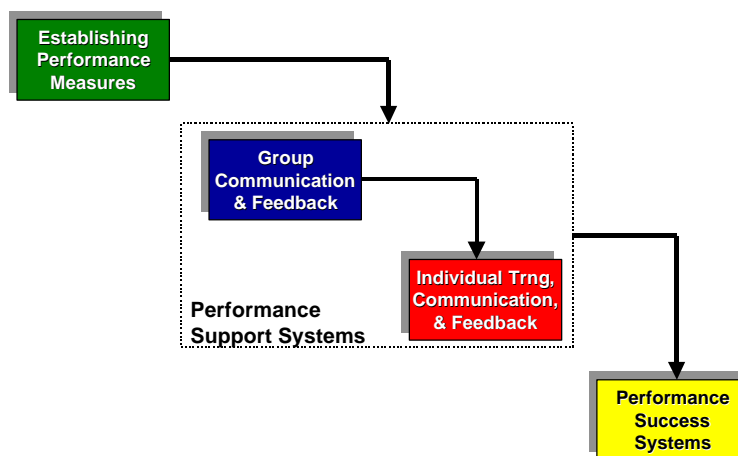 Establishing
Performance
Measures
Group
Communication
& Feedback
Individual Trng,
Communication,
& Feedback
Performance
Support Systems
Performance
Success
Systems